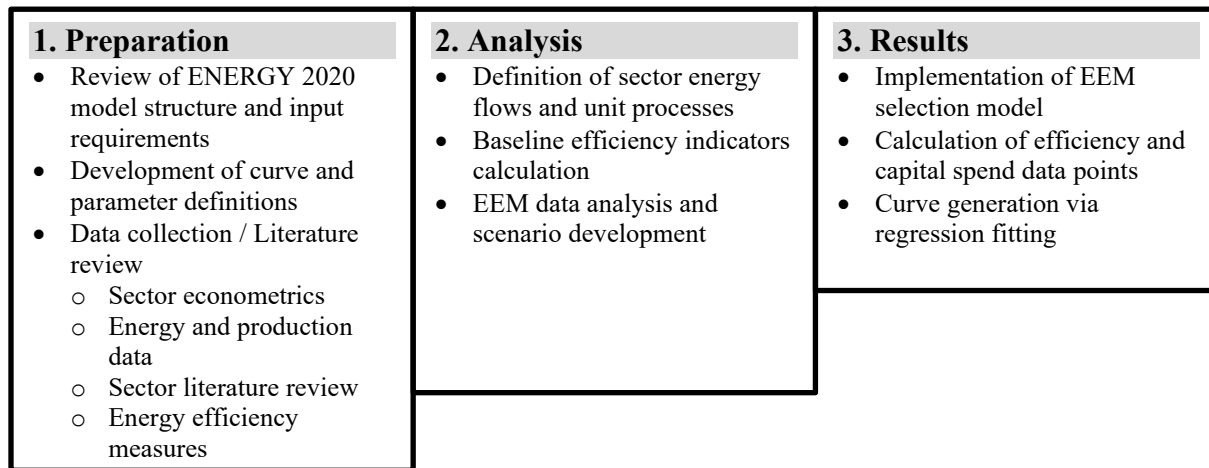 1. Preparation
• Review of ENERGY 2020
model structure and input
requirements
• Development of curve and
parameter definitions
• Data collection / Literature
review
o Sector econometrics
o Energy and production
data
o Sector literature review
o Energy efficiency
measures
2. Analysis
• Definition of sector energy
flows and unit processes
• Baseline efficiency indicators
calculation
• EEM data analysis and
scenario development
3. Results
• Implementation of EEM
selection model
• Calculation of efficiency and
capital spend data points
• Curve generation via
regression fitting